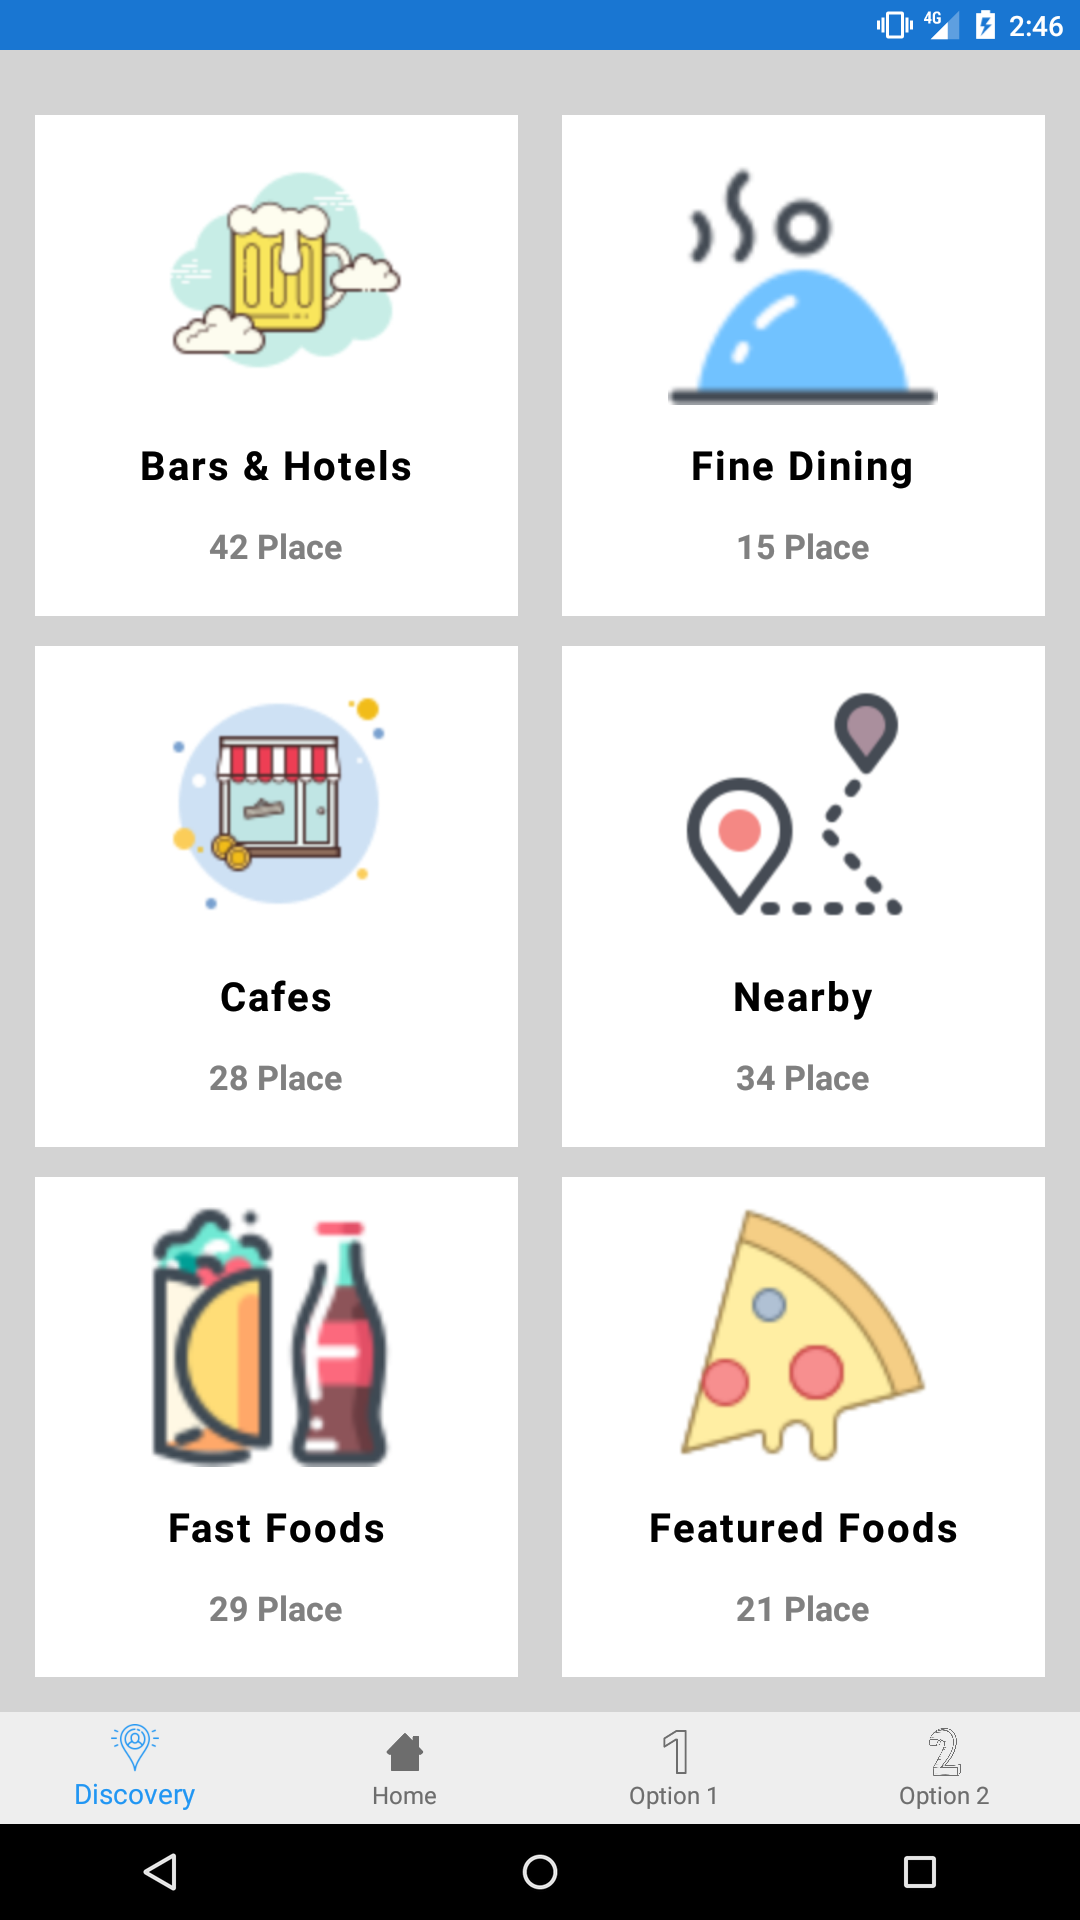 4G 2:46
Bars & Hotels
42 Place
Fine Dining
15 Place
Cafes
28 Place
Nearby
34 Place
Fast Foods
29 Place
Featured Foods
21 Place
1
2
Discovery
Home
Option 1
Option 2